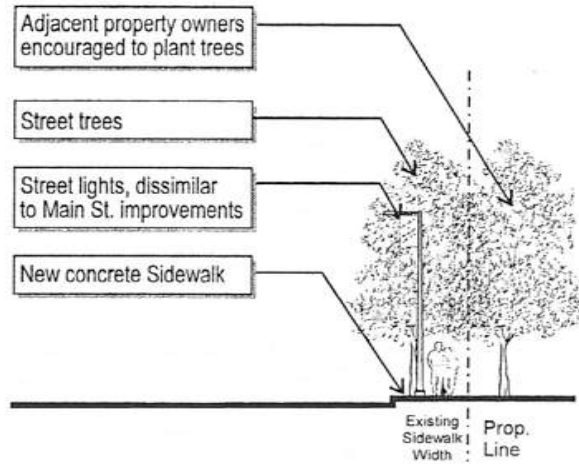 Adjacent property owners
encouraged to plant trees
Street trees
Street lights, dissimilar
to Main St. improvements
New concrete Sidewalk
Existing
Sidewalk
Width
Prop.
Line